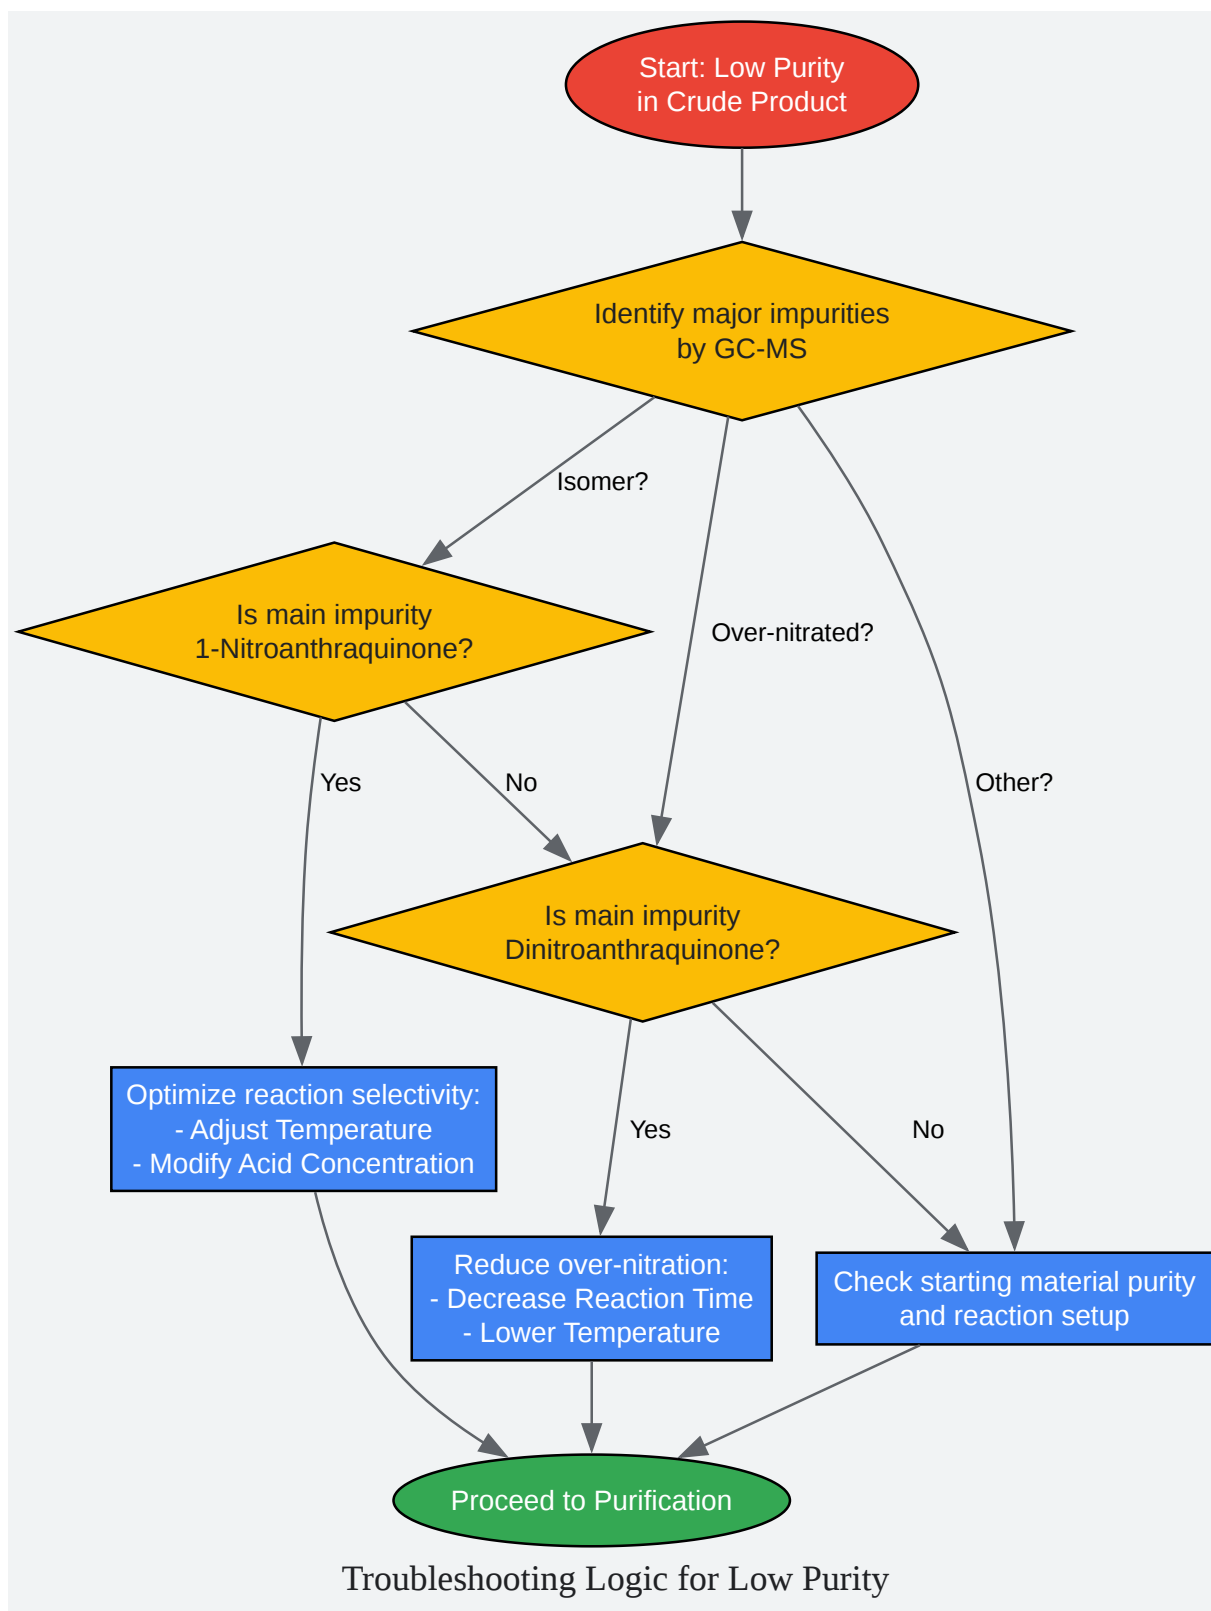 Start: Low Purity
in Crude Product
Identify major impurities
by GC-MS
Isomer?
Is main impurity
1-Nitroanthraquinone?
Over-nitrated?
Yes
No
Other?
Is main impurity
Dinitroanthraquinone?
Optimize reaction selectivity:
- Adjust Temperature
- Modify Acid Concentration
Yes
No
Reduce over-nitration:
- Decrease Reaction Time
- Lower Temperature
Check starting material purity
and reaction setup
Proceed to Purification
Troubleshooting Logic for Low Purity